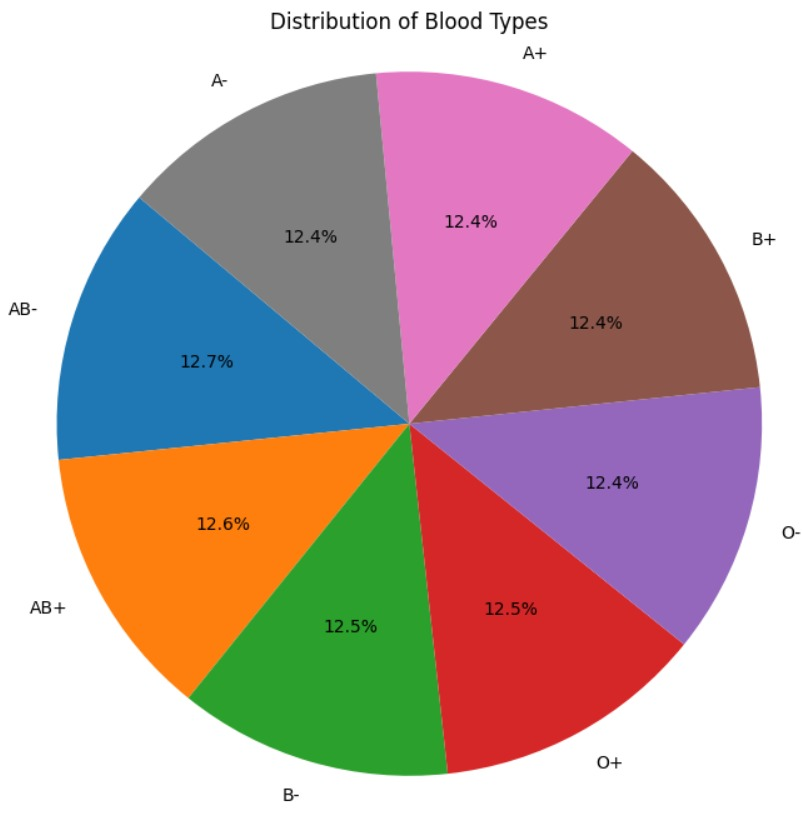 Distribution of Blood Types
A+
A-
B+
12.4%
12.4%
AB-
12.4%
12.7%
12.4%
O-
12.6%
AB+
12.5%
12.5%
O+
B-